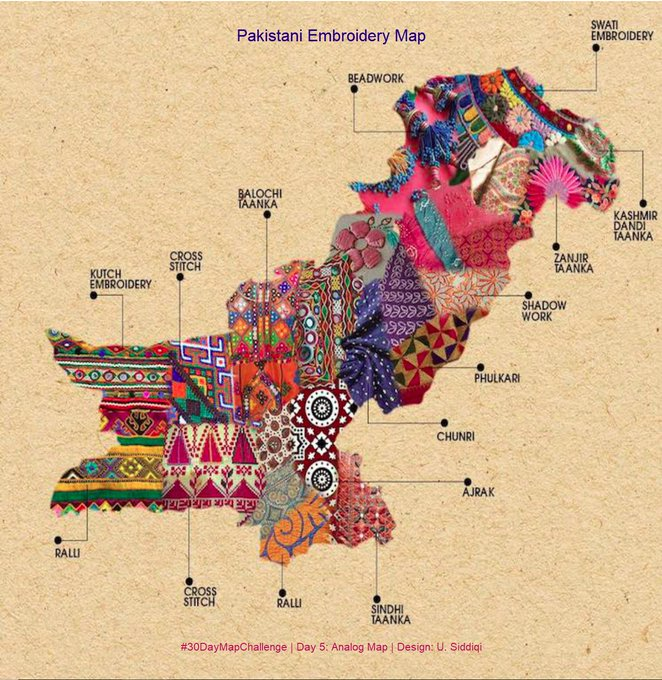 Pakistani Embroidery Map
SWATI
EMBROIDERY
BEADWORK
BALOCHI
TAANKA
KASHMIR
DANDI
TAANKA
CROSS
STITCH
ZANJIR
TAANKA
KUTCH
EMBROIDERY
SHADOW
WORK
PHULKARI
CHUNRI
AJRAK
RALLI
CROSS
STITCH
RALLI
SINDHI
TAANKA
#30DayMapChallenge | Day 5: Analog Map | Design: U. Siddiqi